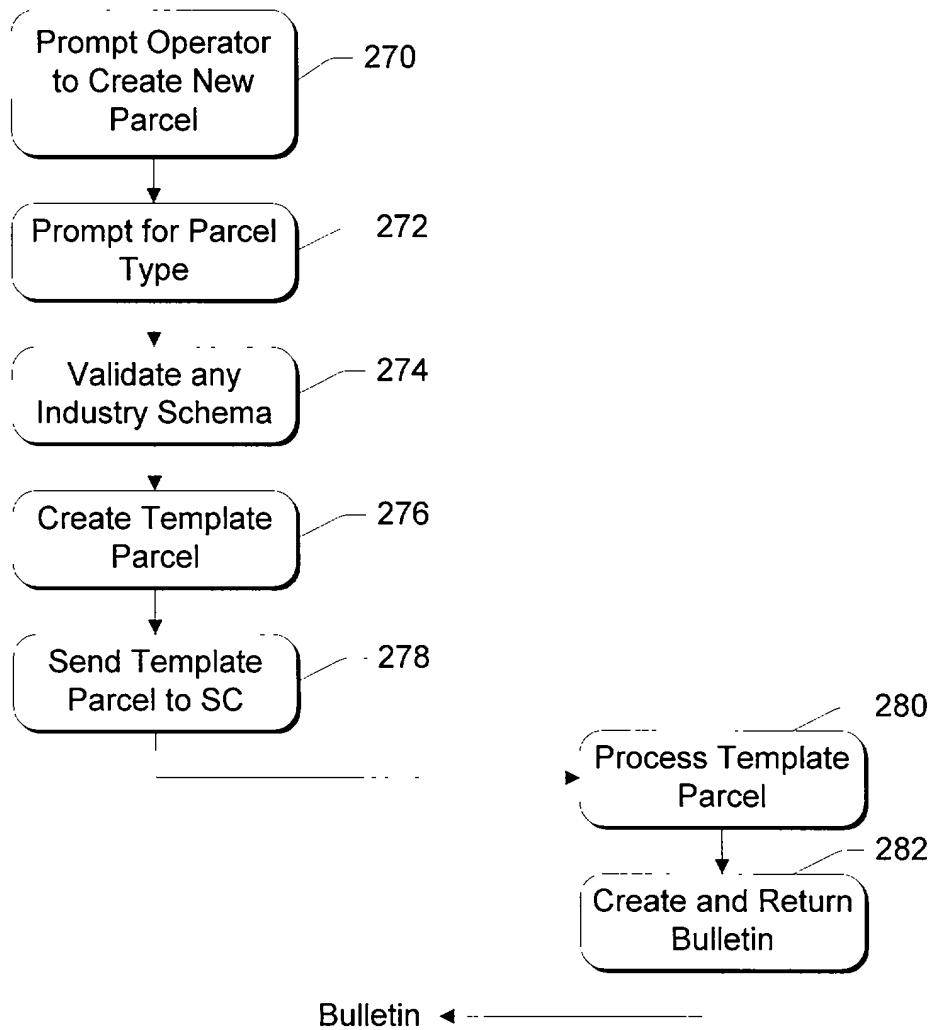 Prompt Operator
to Create New
Parcel
270
Prompt for Parcel
Type
272
Validate any
Industry Schema
274
Create Template
Parcel
276
Send Template
Parcel to SC
278
280
Process Template
Parcel
282
Create and Return
Bulletin
Bulletin